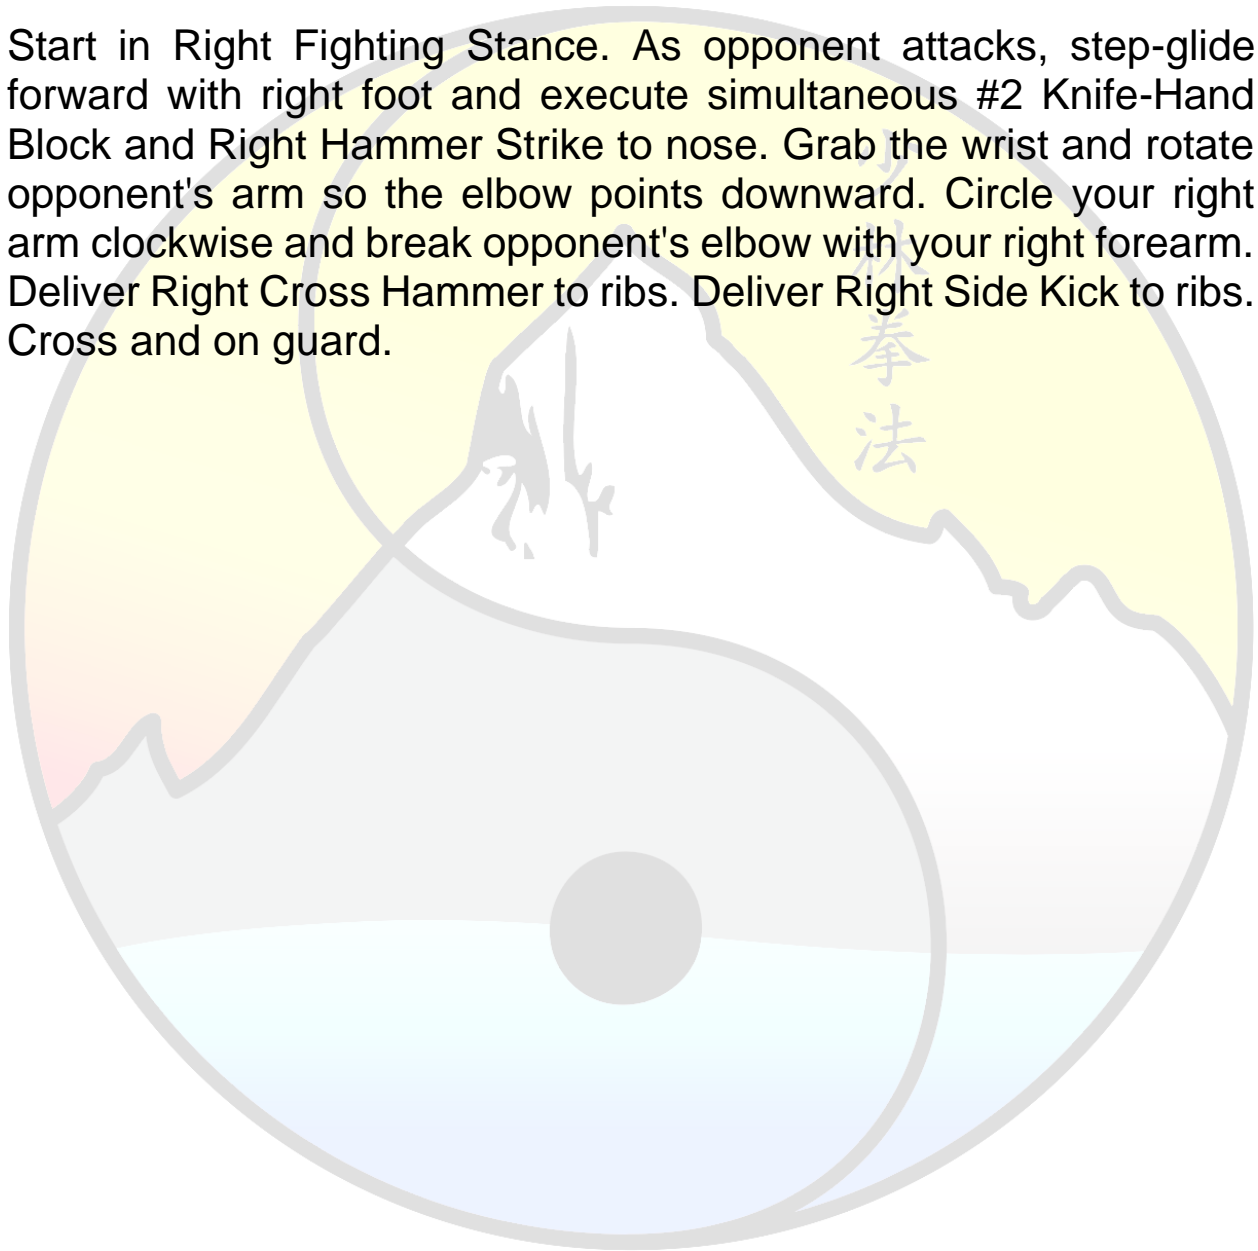 Start in Right Fighting Stance. As opponent attacks, step-glide
forward with right foot and execute simultaneous #2 Knife-Hand
Block and Right Hammer Strike to nose. Grab the wrist and rotate
opponent's arm so the elbow points downward. Circle your right
arm clockwise and break opponent's elbow with your right forearm.
Deliver Right Cross Hammer to ribs. Deliver Right Side Kick to ribs.
Cross and on guard.
少
林
拳
法